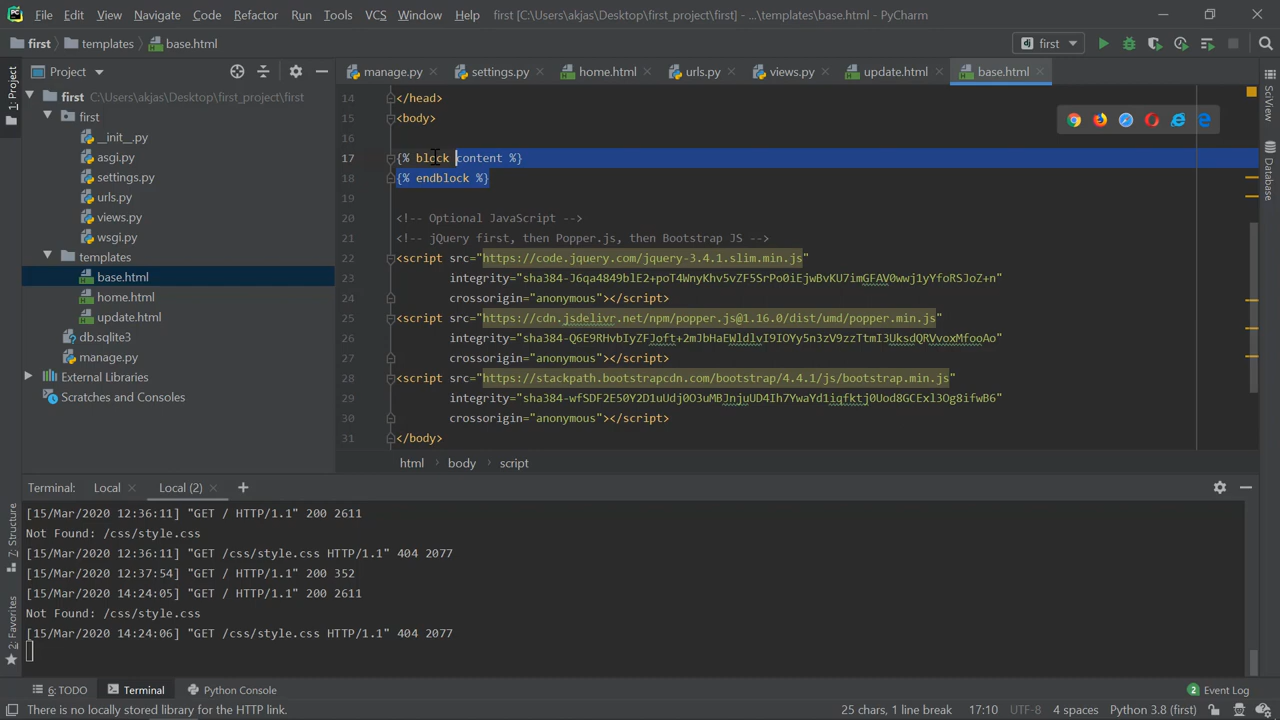 PC File Edit View Navigate Code Refactor Run Tools VCS Window Help first [C:\Users\akjas\Desktop\first_project\first] - ...\templates\base.html - PyCharm
first templates base.html dj first
Project manage.py settings.py home.html urls.py views.py update.html base.html
1: Project
first C:\Users\akjas\Desktop\first_project\first
first
__init__.py
asgi.py
settings.py
urls.py
views.py
wsgi.py
templates
base.html
home.html
update.html
db.sqlite3
manage.py
External Libraries
Scratches and Consoles
14 </head>
15 <body>
16
17 {% block content %}
18 {% endblock %}
19
20 <!-- Optional JavaScript -->
21 <!-- jQuery first, then Popper.js, then Bootstrap JS -->
22 <script src="https://code.jquery.com/jquery-3.4.1.slim.min.js"
23 integrity="sha384-J6qa4849blE2+poT4WnyKhv5vZF5SrPo0iEjwBvKU7imGFAV0wwj1yYfoRSJoZ+n"
24 crossorigin="anonymous"></script>
25 <script src="https://cdn.jsdelivr.net/npm/popper.js@1.16.0/dist/umd/popper.min.js"
26 integrity="sha384-Q6E9RHvbIyZFJoft+2mJbHaEWldlvI9IOYy5n3zV9zzTtmI3UksdQRVvoxMfooAo"
27 crossorigin="anonymous"></script>
28 <script src="https://stackpath.bootstrapcdn.com/bootstrap/4.4.1/js/bootstrap.min.js"
29 integrity="sha384-wfSDF2E50Y2D1uUdj0O3uMBJnjuUD4Ih7YwaYd1iqfktj0Uod8GCExl3Og8ifwB6"
30 crossorigin="anonymous"></script>
31 </body>
html body script
SciView
Database
Terminal: Local Local (2) +
[15/Mar/2020 12:36:11] "GET / HTTP/1.1" 200 2611
Not Found: /css/style.css
[15/Mar/2020 12:36:11] "GET /css/style.css HTTP/1.1" 404 2077
[15/Mar/2020 12:37:54] "GET / HTTP/1.1" 200 352
[15/Mar/2020 14:24:05] "GET / HTTP/1.1" 200 2611
Not Found: /css/style.css
[15/Mar/2020 14:24:06] "GET /css/style.css HTTP/1.1" 404 2077
7: Structure
2: Favorites
6: TODO Terminal Python Console 2 Event Log
There is no locally stored library for the HTTP link. 25 chars, 1 line break 17:10 UTF-8 4 spaces Python 3.8 (first)